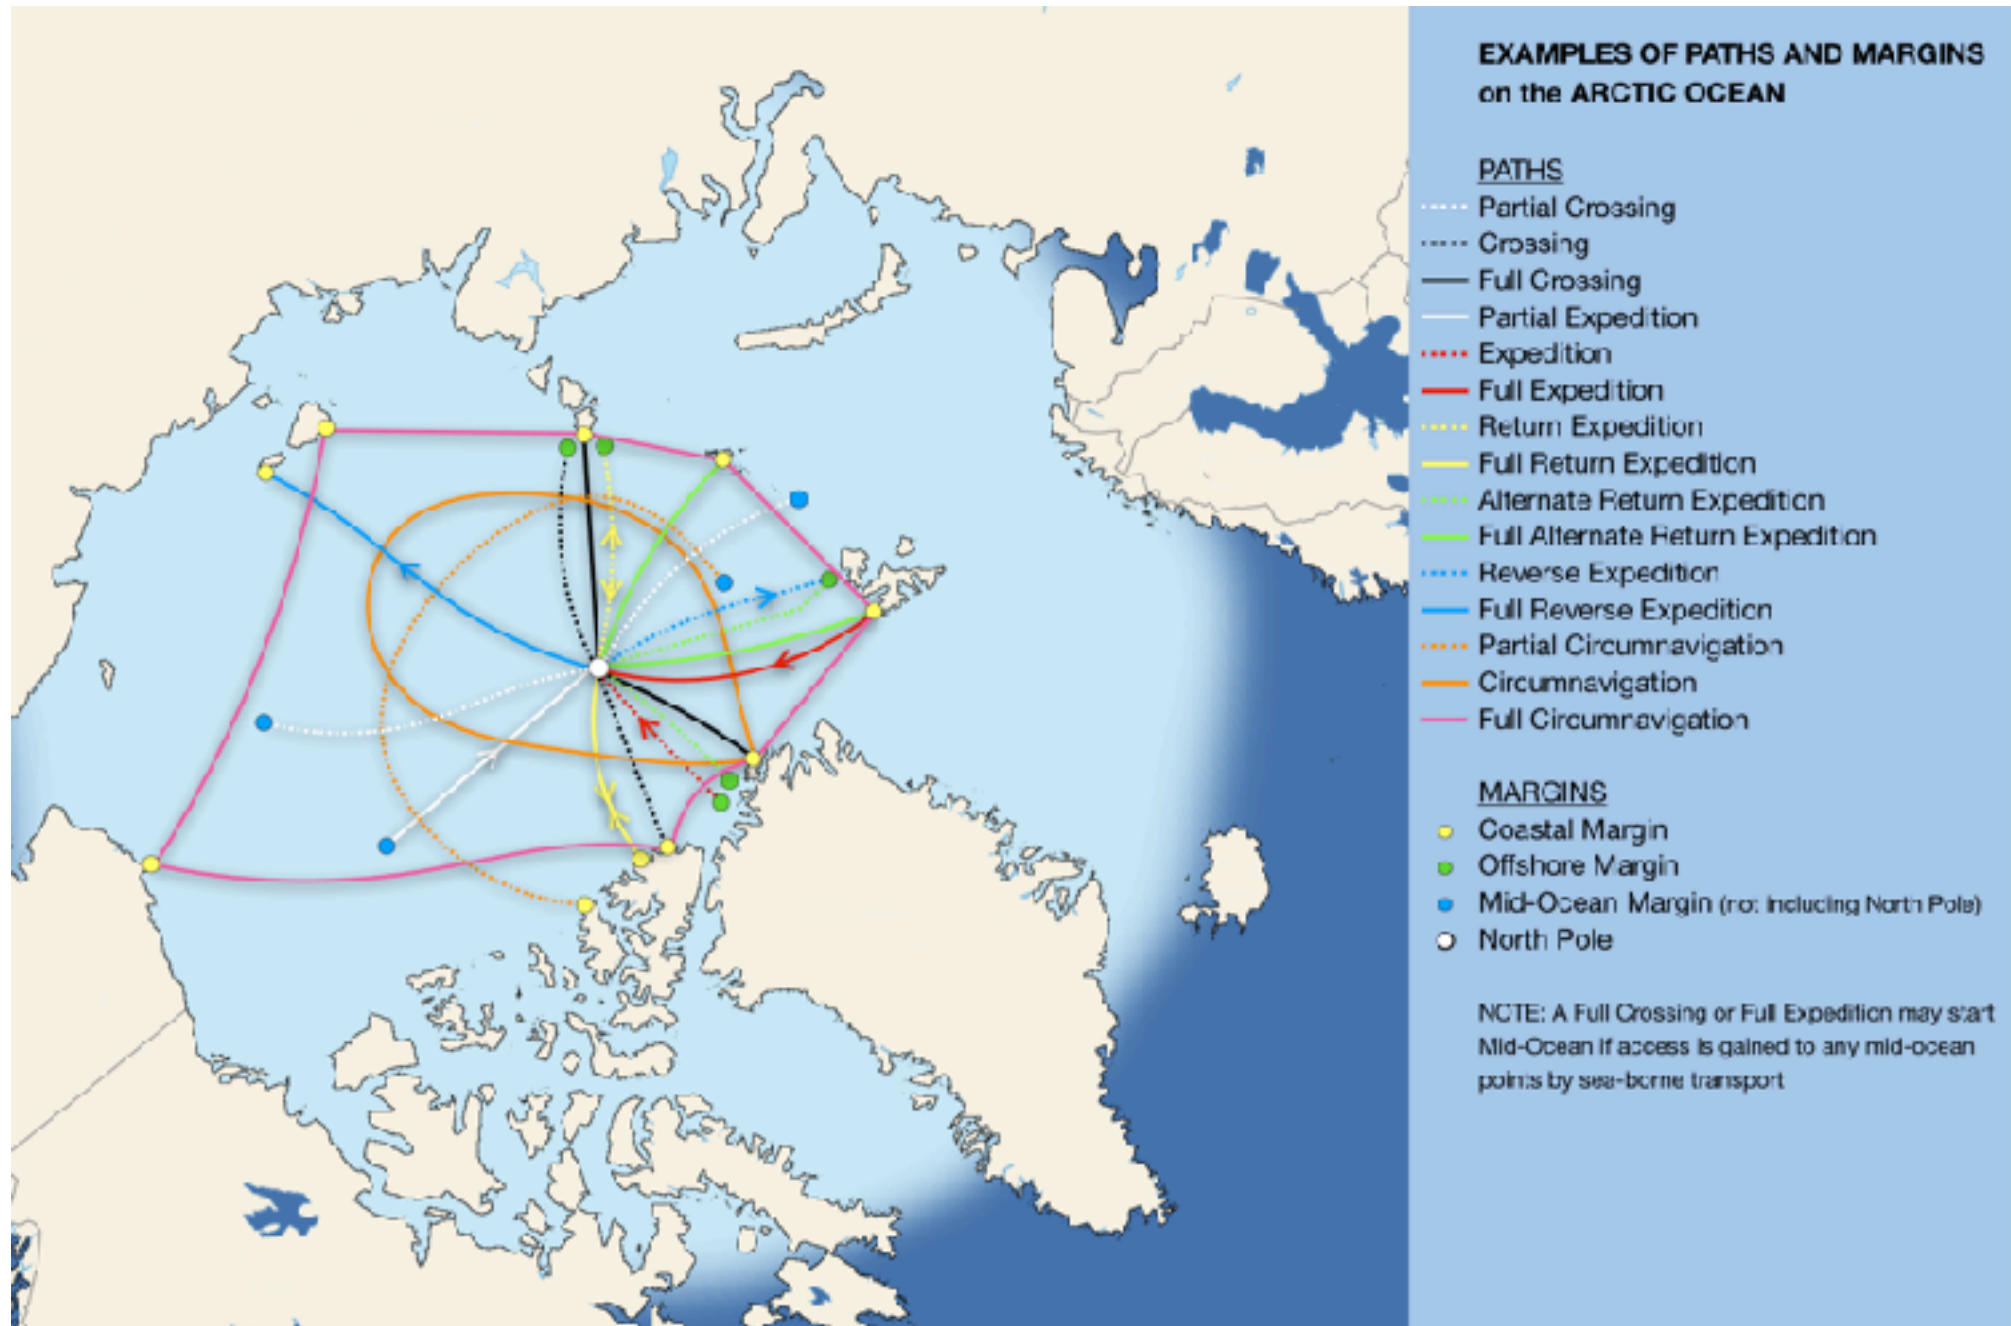 EXAMPLES OF PATHS AND MARGINS
on the ARCTIC OCEAN
PATHS
Partial Crossing
Crossing
Full Crossing
Partial Expedition
Expedition
Full Expedition
Return Expedition
Full Return Expedition
Alternate Return Expedition
Full Alternate Return Expedition
Reverse Expedition
Full Reverse Expedition
Partial Circumnavigation
Circumnavigation
Full Circumnavigation
MARGINS
Coastal Margin
Offshore Margin
Mid-Ocean Margin (not including North Pole)
North Pole
NOTE: A Full Crossing or Full Expedition may start
Mid-Ocean if access is gained to any mid-ocean
points by sea-borne transport